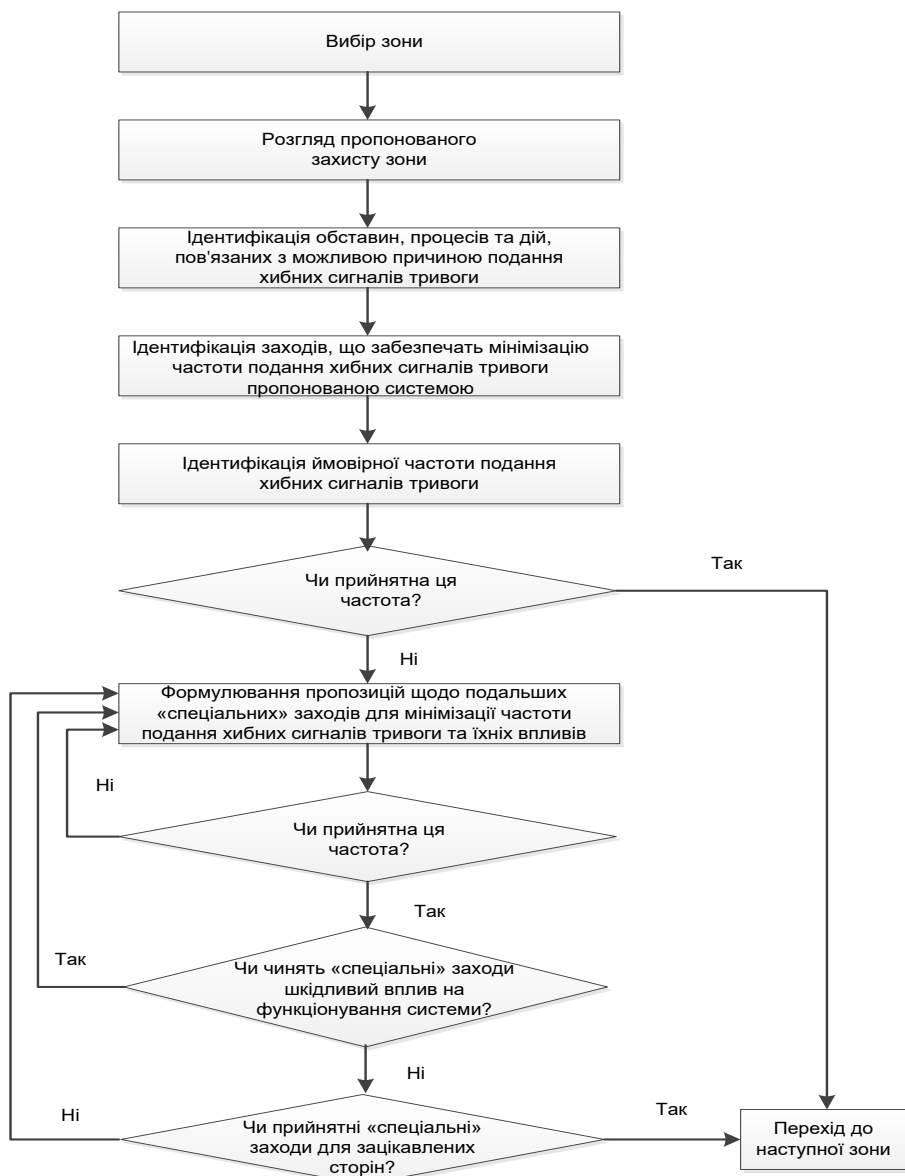 Вибір зони
Розгляд пропонованого
захисту зони
Ідентифікація обставин, процесів та дій,
пов'язаних з можливою причиною подання
хибних сигналів тривоги
Ідентифікація заходів, що забезпечать мінімізацію
частоти подання хибних сигналів тривоги
пропонованою системою
Ідентифікація ймовірної частоти подання
хибних сигналів тривоги
Чи прийнятна ця
частота?
Так
Ні
Формулювання пропозицій щодо подальших
«спеціальних» заходів для мінімізації частоти
подання хибних сигналів тривоги та їхніх впливів
Ні
Чи прийнятна ця
частота?
Так
Чи чинять «спеціальні» заходи
шкідливий вплив на
функціонування системи?
Так
Ні
Чи прийнятні «спеціальні»
заходи для зацікавлених
сторін?
Ні
Так
Перехід до
наступної зони